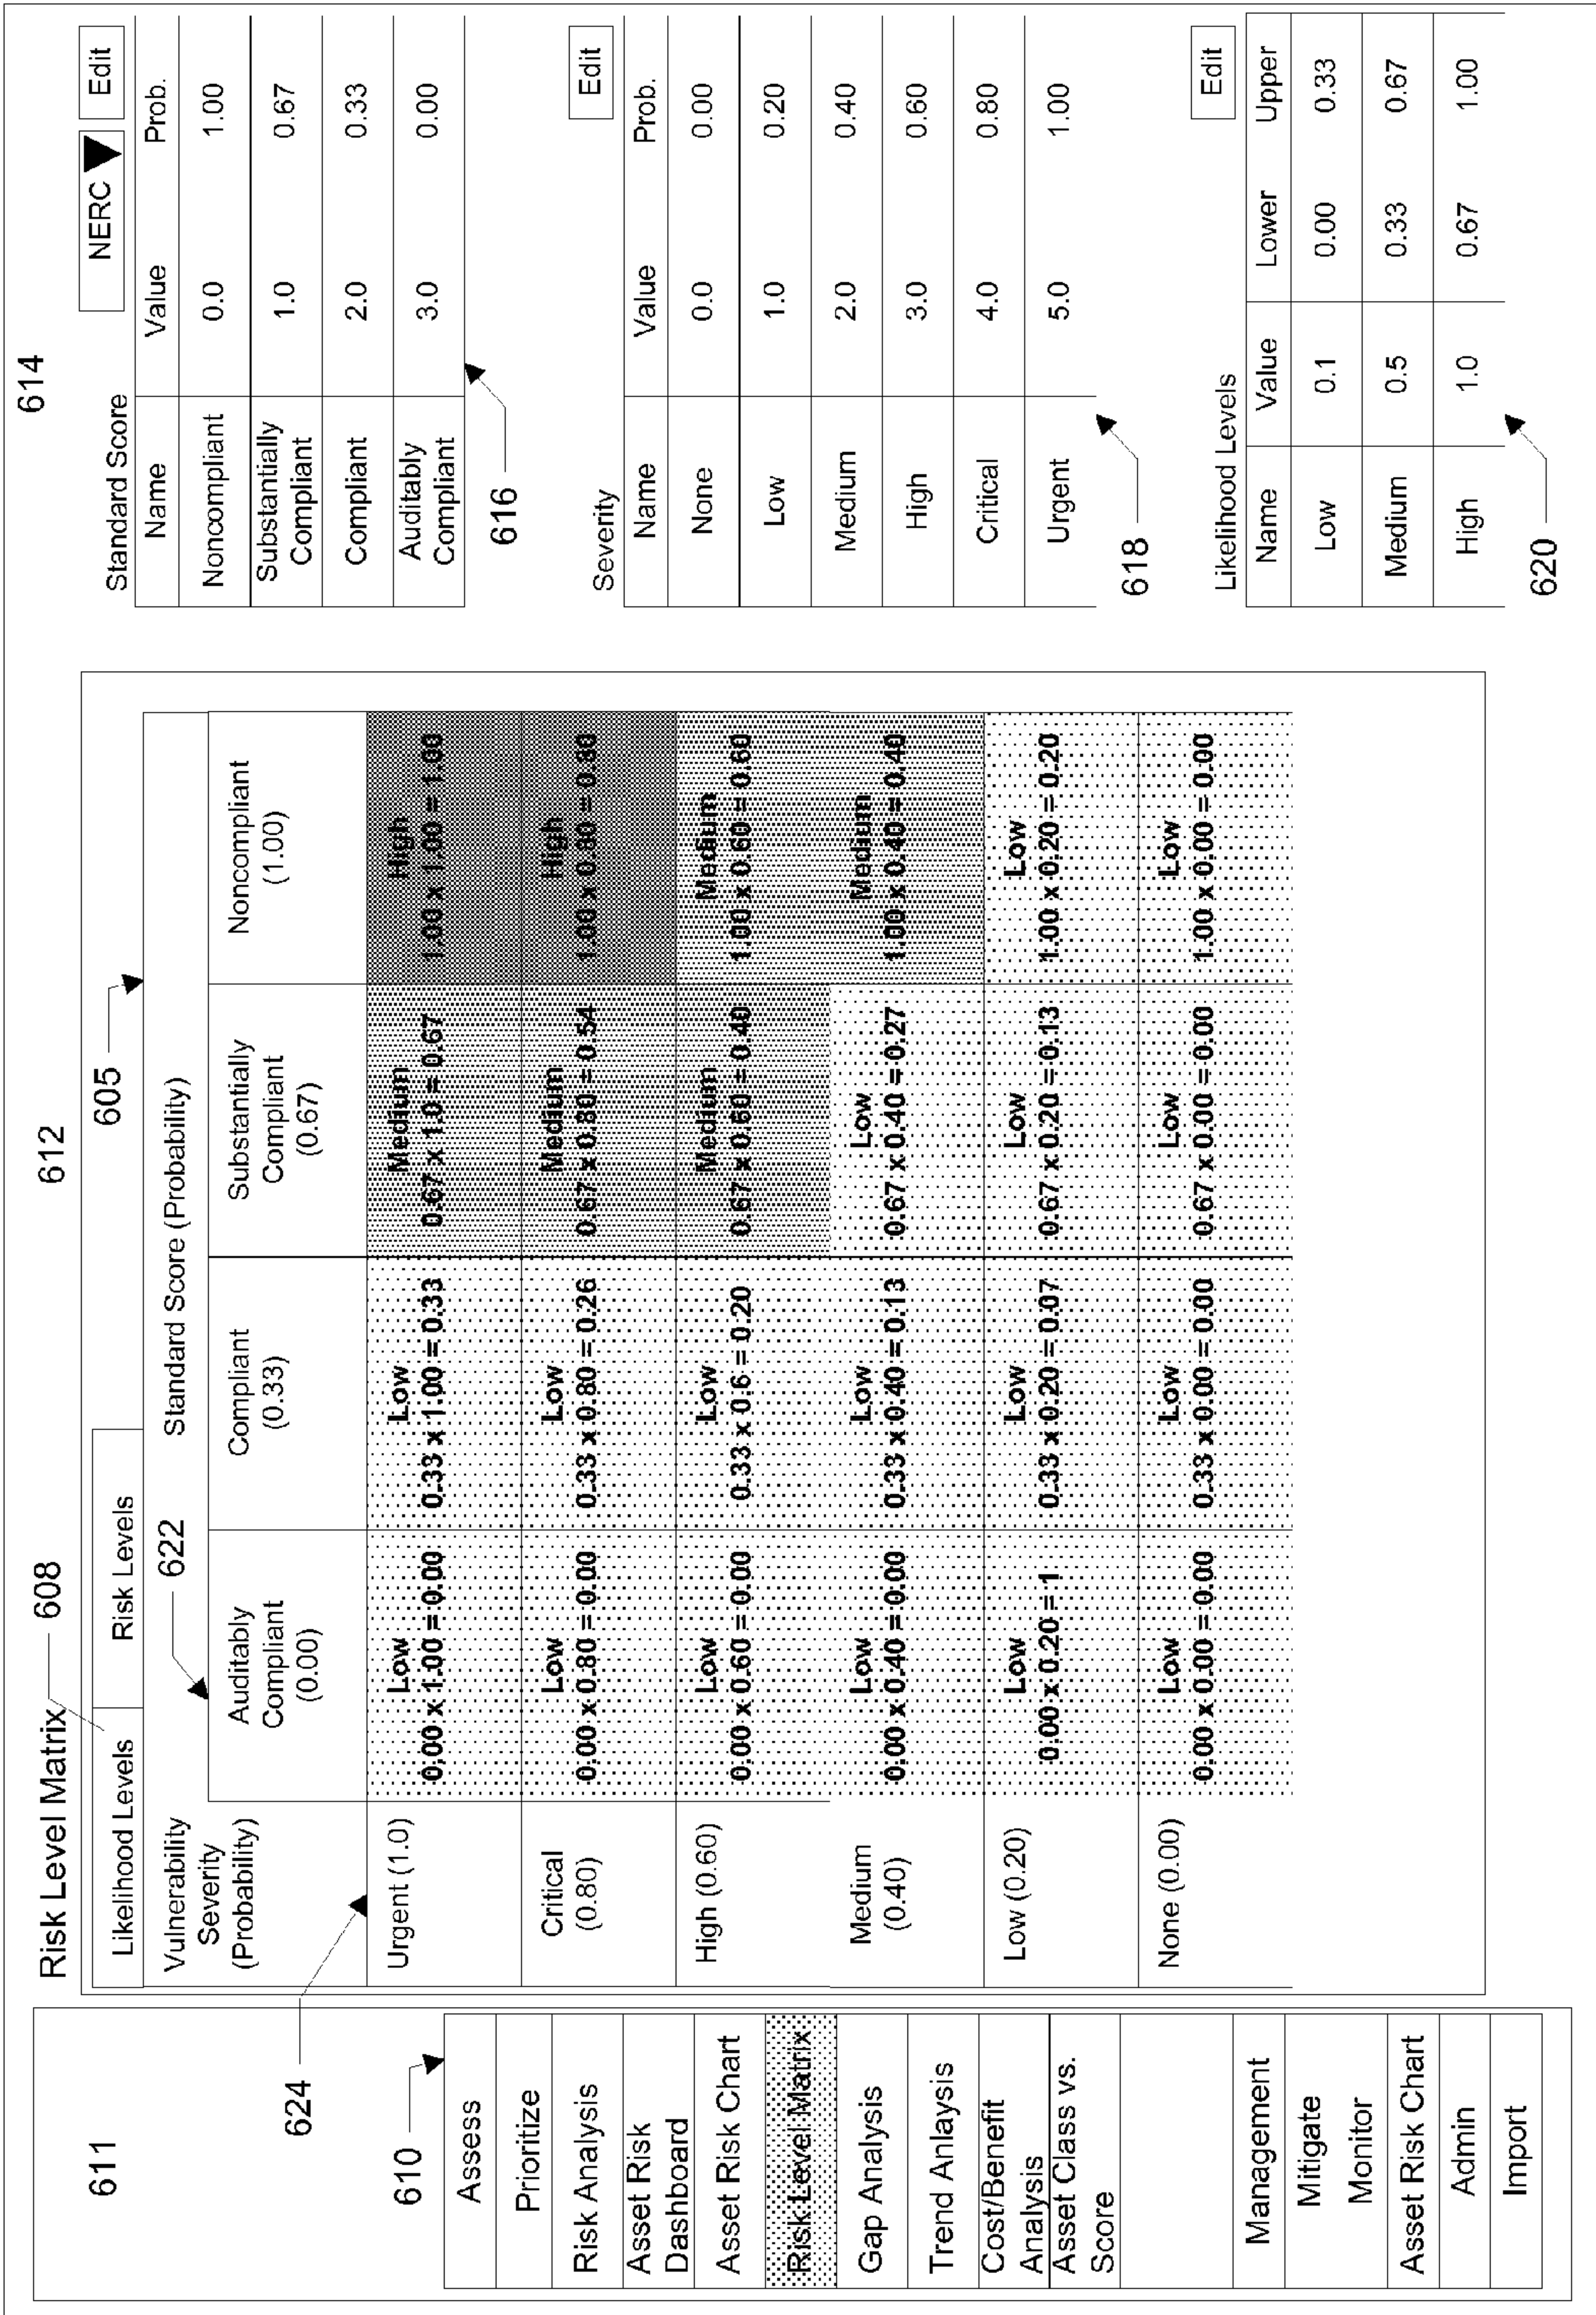 611
610
Assess
Prioritize
Risk Analysis
Asset Risk
Dashboard
Asset Risk Chart
Risk Level Matrix
Gap Analysis
Trend Anlaysis
Cost/Benefit
Analysis
Asset Class vs.
Score
Management
Mitigate
Monitor
Asset Risk Chart
Admin
Import
612
Risk Level Matrix
608
605
622
624
Likelihood Levels
Risk Levels
Vulnerability
Severity
(Probability)
Standard Score (Probability)
Auditably
Compliant
(0.00)
Compliant
(0.33)
Substantially
Compliant
(0.67)
Noncompliant
(1.00)
Urgent (1.0)
Low
0.00 x 1.00 = 0.00
Low
0.33 x 1.00 = 0.33
Medium
0.67 x 1.0 = 0.67
High
1.00 x 1.00 = 1.00
Critical
(0.80)
Low
0.00 x 0.80 = 0.00
Low
0.33 x 0.80 = 0.26
Medium
0.67 x 0.80 = 0.54
High
1.00 x 0.80 = 0.80
High (0.60)
Low
0.00 x 0.60 = 0.00
Low
0.33 x 0.6 = 0.20
Medium
0.67 x 0.60 = 0.40
Medium
1.00 x 0.60 = 0.60
Medium
(0.40)
Low
0.00 x 0.40 = 0.00
Low
0.33 x 0.40 = 0.13
Low
0.67 x 0.40 = 0.27
Medium
1.00 x 0.40 = 0.40
Low (0.20)
Low
0.00 x 0.20 = 1
Low
0.33 x 0.20 = 0.07
Low
0.67 x 0.20 = 0.13
Low
1.00 x 0.20 = 0.20
None (0.00)
Low
0.00 x 0.00 = 0.00
Low
0.33 x 0.00 = 0.00
Low
0.67 x 0.00 = 0.00
Low
1.00 x 0.00 = 0.00
614
Standard Score NERC Edit
Name Value Prob.
Noncompliant 0.0 1.00
Substantially
Compliant 1.0 0.67
Compliant 2.0 0.33
Auditably
Compliant 3.0 0.00
616
Severity Edit
Name Value Prob.
None 0.0 0.00
Low 1.0 0.20
Medium 2.0 0.40
High 3.0 0.60
Critical 4.0 0.80
Urgent 5.0 1.00
618
Likelihood Levels Edit
Name Value Lower Upper
Low 0.1 0.00 0.33
Medium 0.5 0.33 0.67
High 1.0 0.67 1.00
620